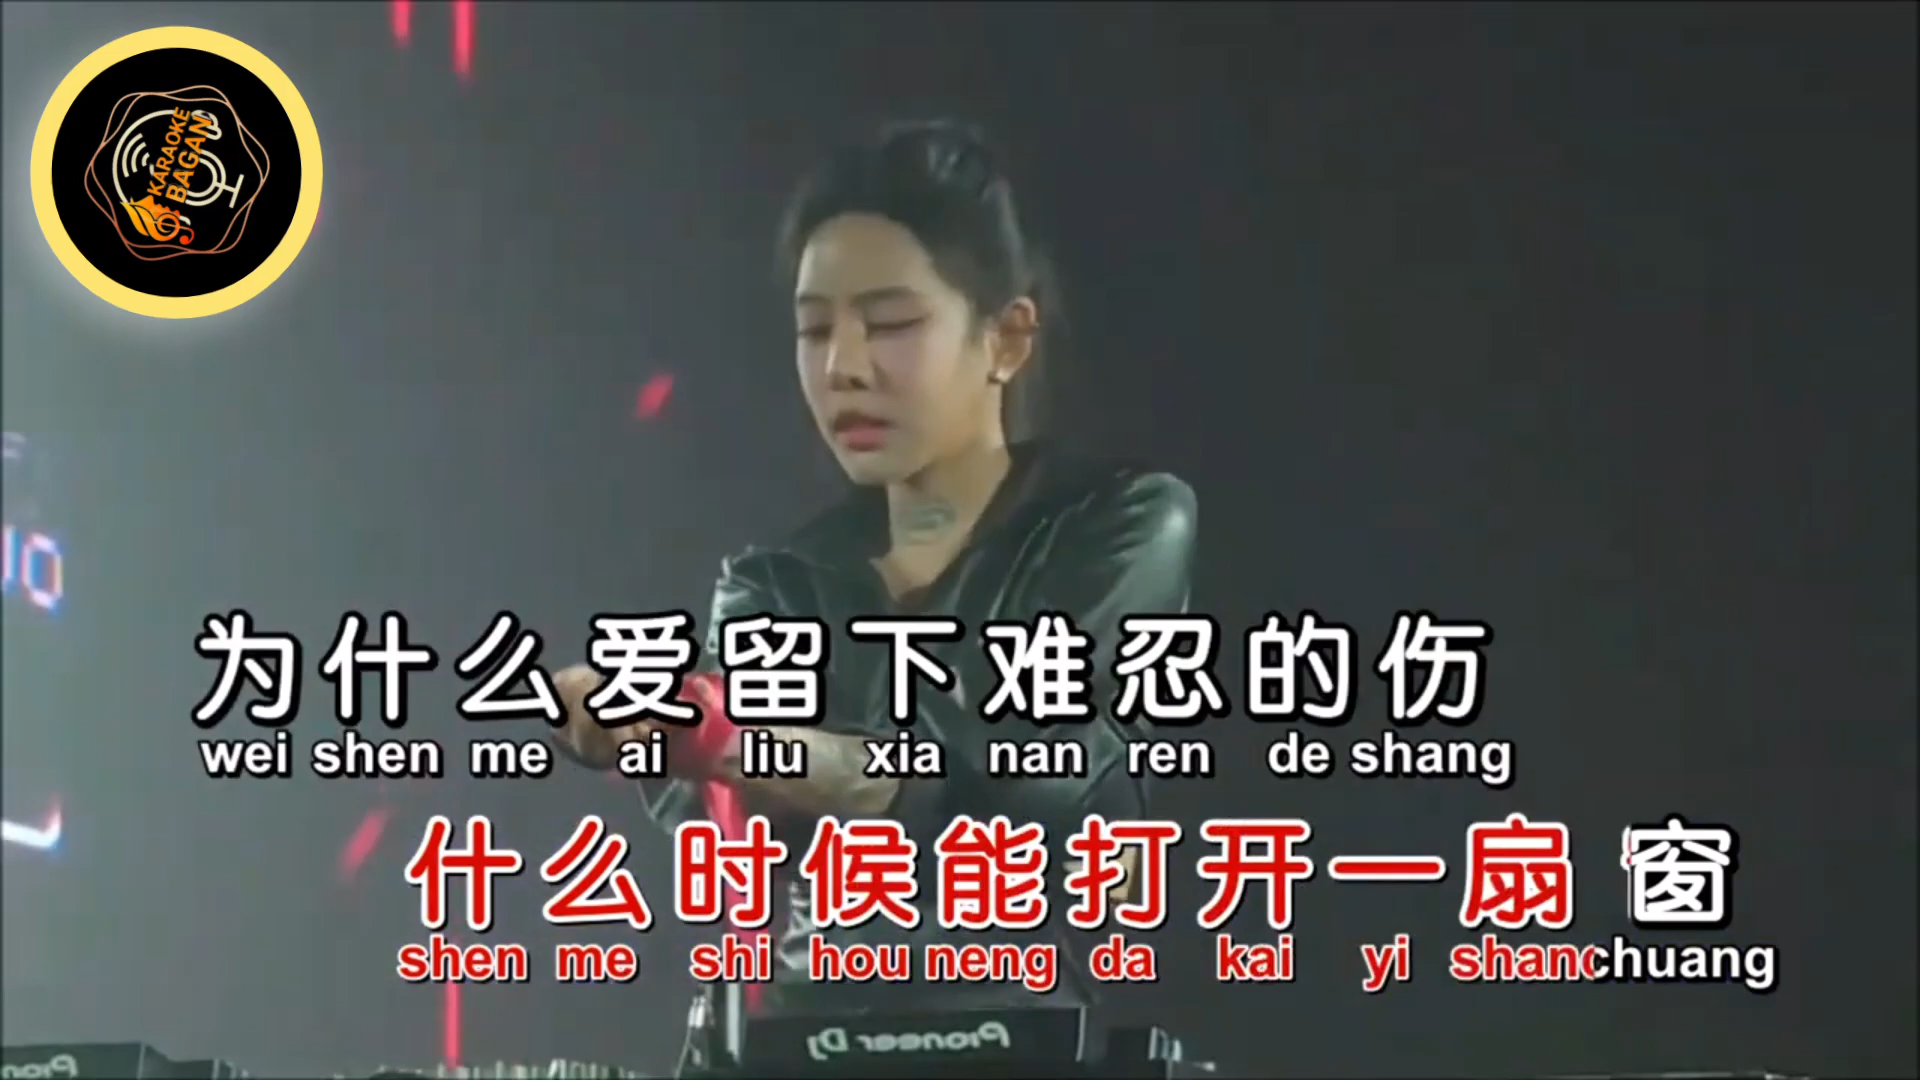 KARAOKE
BAGAN
为什么爱留下难忍的伤
wei shen me ai liu xia nan ren de shang
什么时候能打开一扇窗
shen me shi hou neng da kai yi shan chuang
Pioneer Dj